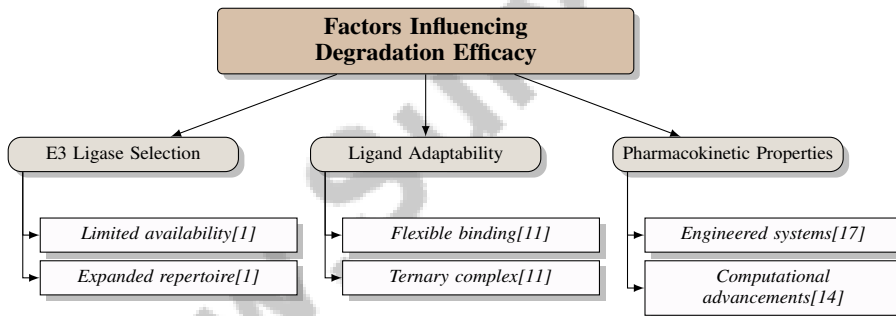 Factors Influencing
Degradation Efficacy
E3 Ligase Selection
Ligand Adaptability
Pharmacokinetic Properties
Limited availability[1]
Flexible binding[11]
Engineered systems[17]
Expanded repertoire[1]
Ternary complex[11]
Computational
advancements[14]